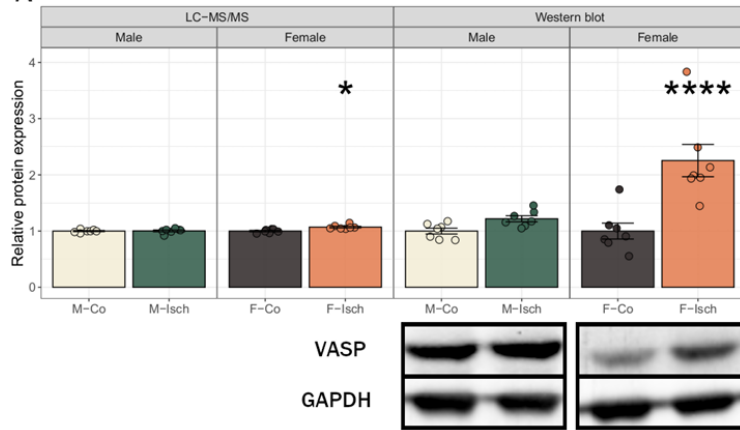 LC−MS/MS
Western blot
Male
Female
Male
Female
Relative protein expression
4
3
2
1
0
*
****
M−Co
M−Isch
F−Co
F−Isch
M−Co
M−Isch
F−Co
F−Isch
VASP
GAPDH